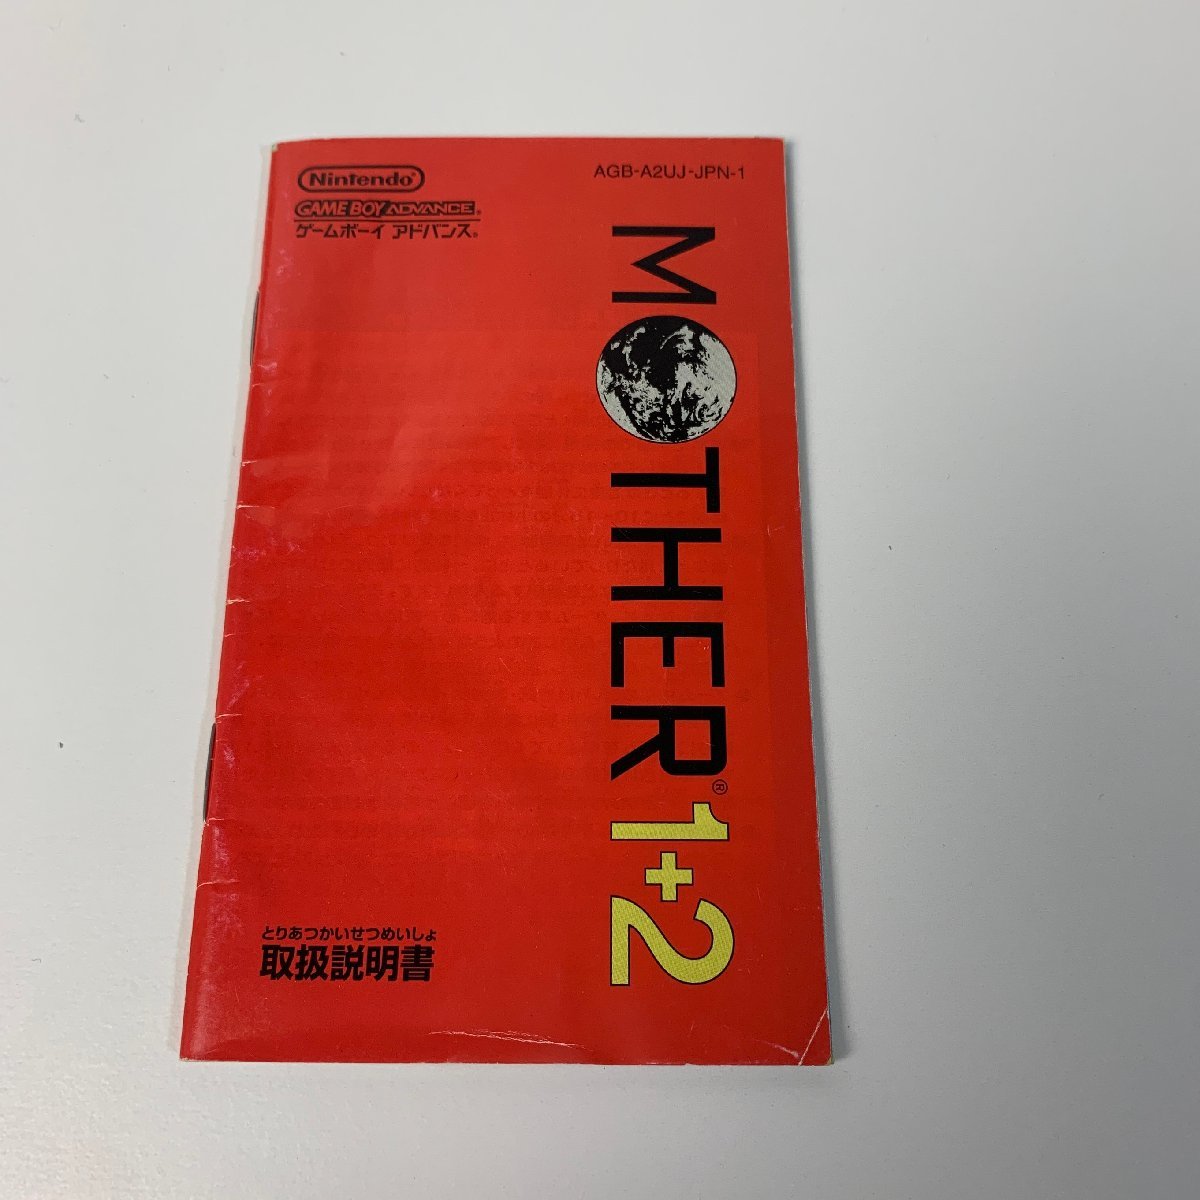 Nintendo®
GAME BOY ADVANCE®
ゲームボーイ アドバンス®
AGB-A2UJ-JPN-1
MOTHER®1+2
とりあつかいせつめいしょ
取扱説明書